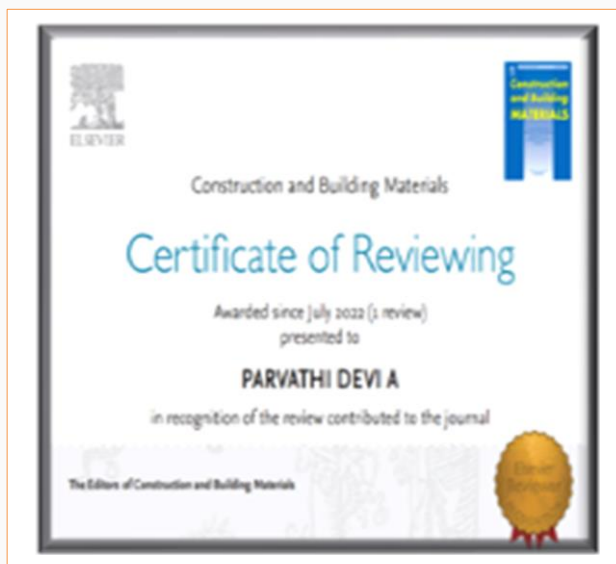 ELSEVIER
Construction
and Building
MATERIALS
Construction and Building Materials
Certificate of Reviewing
Awarded since July 2022 (1 review)
presented to
PARVATHI DEVI A
in recognition of the review contributed to the journal
The Editors of Construction and Building Materials
Elsevier
Reviewer